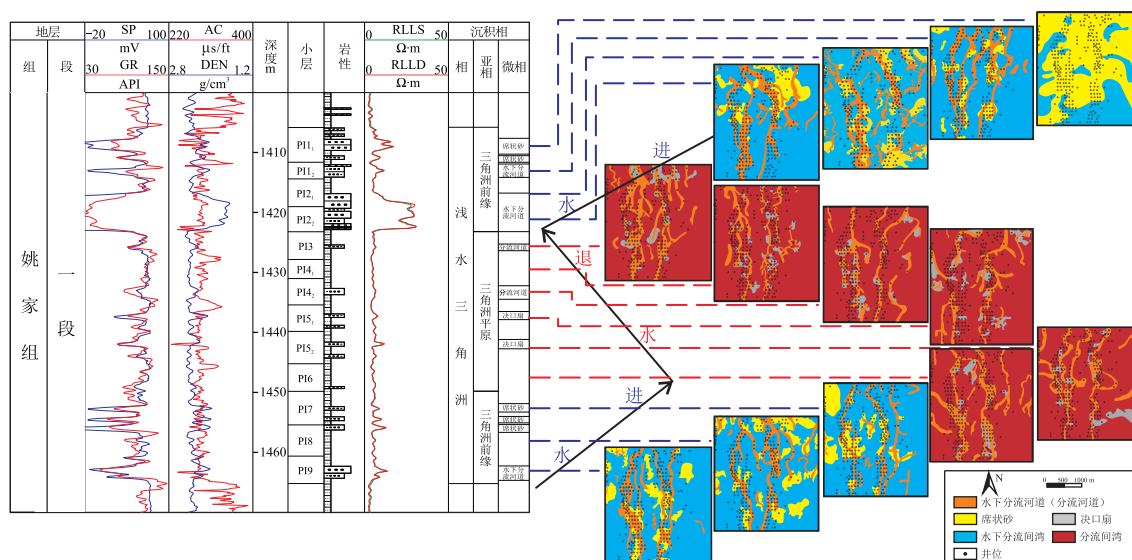 地层
组
段
−20 SP 100
mV
GR
30 150
API
220 AC 400
μs/ft
DEN
2.8 1.2
g/cm³
深度m
小层
岩性
RLLS
0 50
Ω·m
RLLD
0 50
Ω·m
沉积相
相
亚相
微相
姚家组
一段
1410
1420
1430
1440
1450
1460
PI1₁
PI1₂
PI2₁
PI2₂
PI3
PI4₁
PI4₂
PI5₁
PI5₂
PI6
PI7
PI8
PI9
浅水三角洲
三角洲前缘
三角洲平原
三角洲前缘
席状砂
席状砂
水下分
流河道
水下分
流河道
分流河道
分流河道
决口扇
决口扇
席状砂
席状砂
席状砂
水下分
流河道
进
水
退
水
进
水
N
0 500 1000 m
水下分流河道（分流河道）
席状砂
决口扇
水下分流间湾
分流间湾
井位